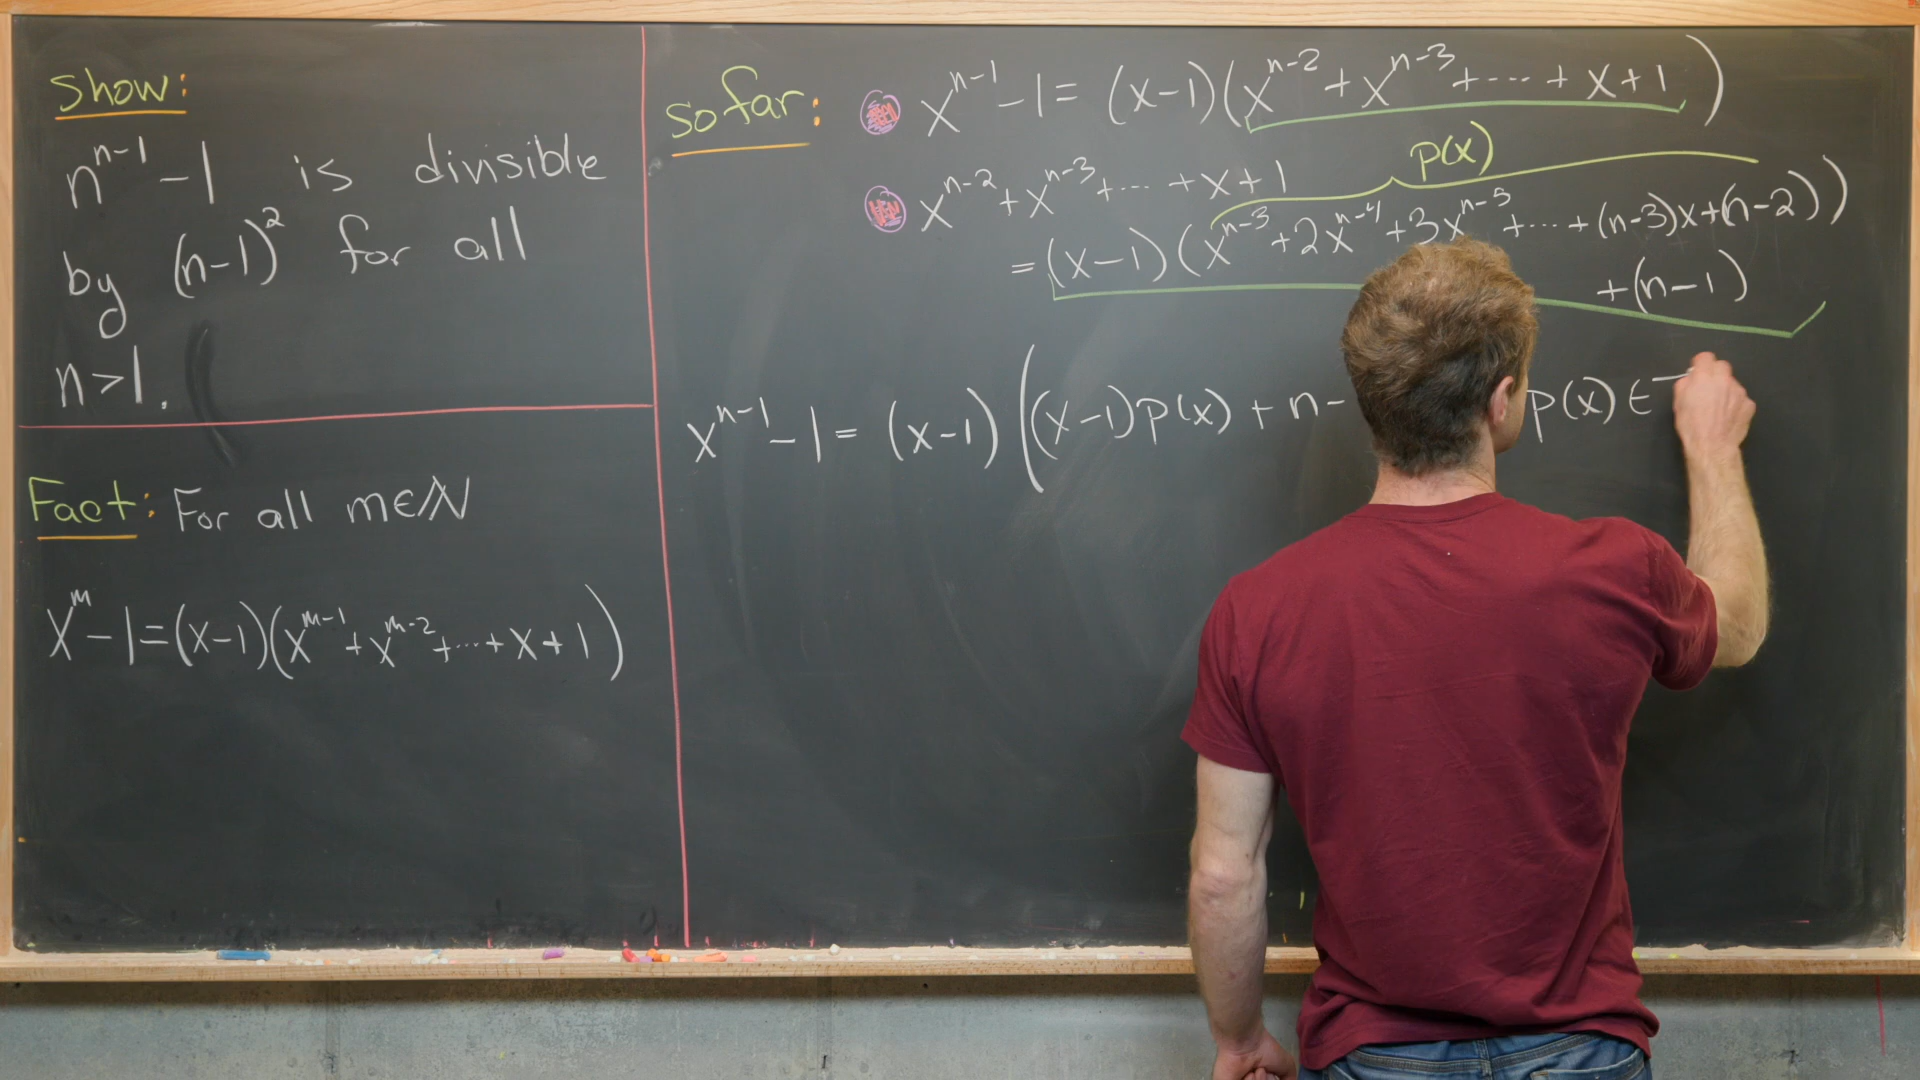 Show:
n^{n-1} - 1 is divisible
by (n-1)^2 for all
n > 1.
Fact: For all m ∈ ℕ
x^m - 1 = (x-1)(x^{m-1} + x^{m-2} + ⋯ + x + 1)
so far:
x^{n-1} - 1 = (x-1)(x^{n-2} + x^{n-3} + ⋯ + x + 1)
p(x)
x^{n-2} + x^{n-3} + ⋯ + x + 1
= (x-1)(x^{n-3} + 2x^{n-4} + 3x^{n-5} + ⋯ + (n-3)x + (n-2))
+ (n-1)
x^{n-1} - 1 = (x-1)((x-1)p(x) + n - p(x) ∈